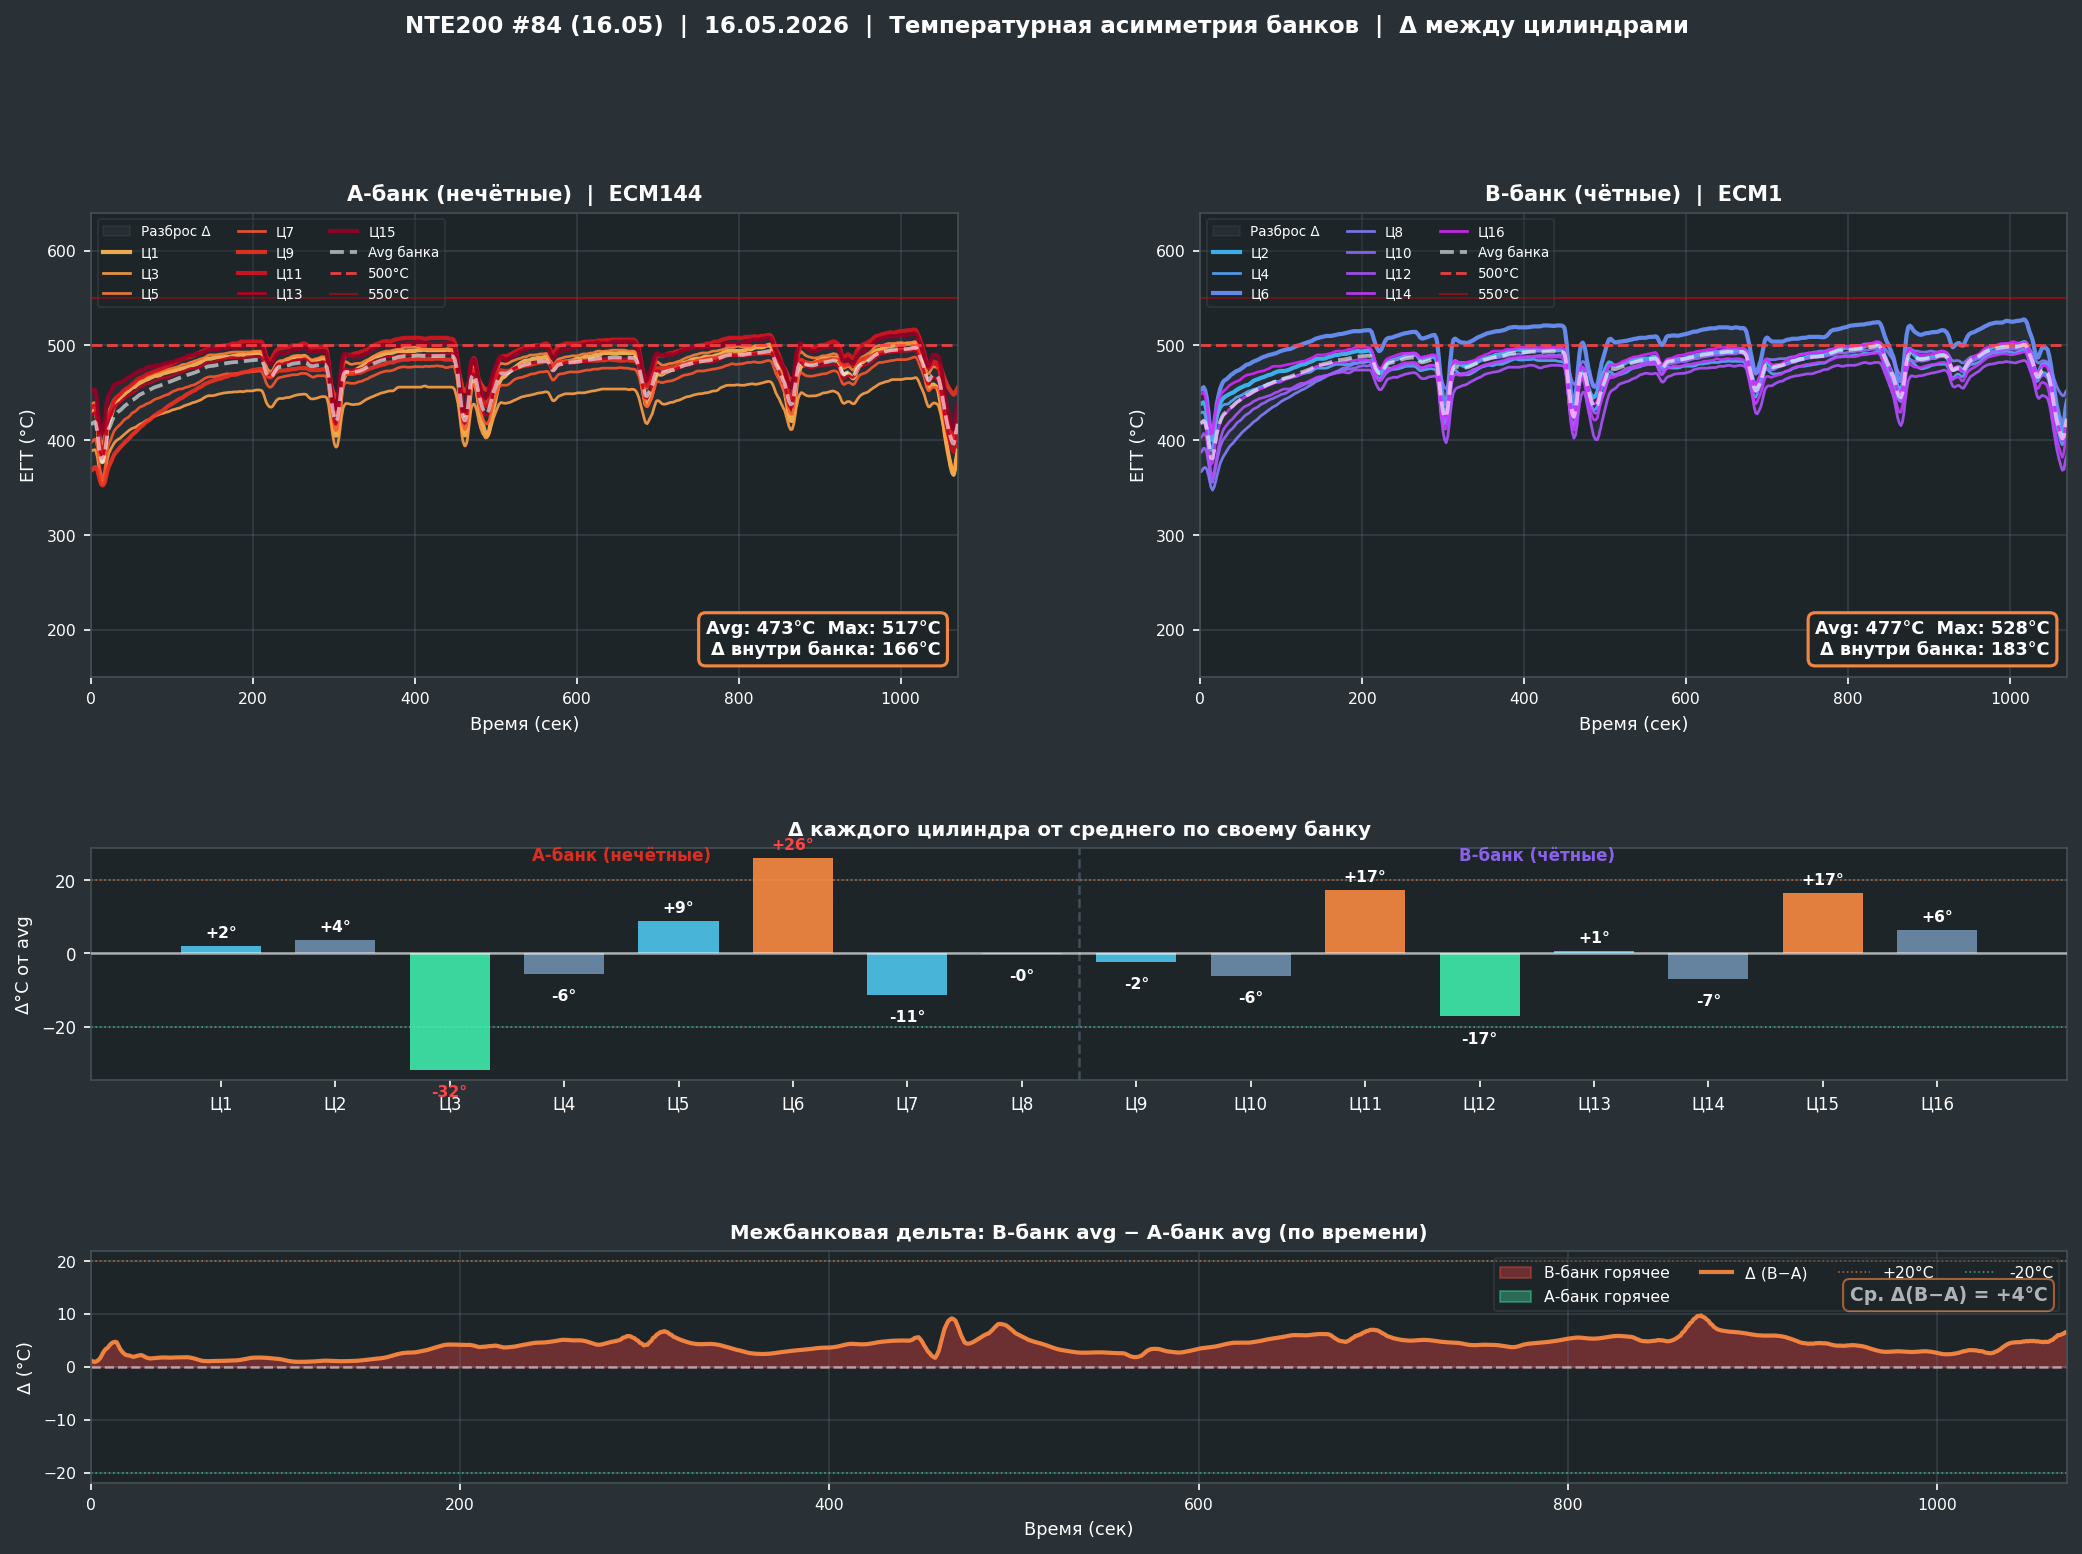 NTE200 #84 (16.05) | 16.05.2026 | Температурная асимметрия банков | Δ между цилиндрами
А-банк (нечётные) | ECM144
ЕГТ (°C)
600
500
400
300
200
Разброс Δ
Ц1
Ц3
Ц5
Ц7
Ц9
Ц11
Ц13
Ц15
Avg банка
500°C
550°C
Avg: 473°C Max: 517°C
Δ внутри банка: 166°C
0 200 400 600 800 1000
Время (сек)
В-банк (чётные) | ECM1
ЕГТ (°C)
600
500
400
300
200
Разброс Δ
Ц2
Ц4
Ц6
Ц8
Ц10
Ц12
Ц14
Ц16
Avg банка
500°C
550°C
Avg: 477°C Max: 528°C
Δ внутри банка: 183°C
0 200 400 600 800 1000
Время (сек)
Δ каждого цилиндра от среднего по своему банку
А-банк (нечётные)
В-банк (чётные)
Δ°C от avg
20
0
−20
+2°
+4°
-32°
-6°
+9°
+26°
-11°
-0°
-2°
-6°
+17°
-17°
+1°
-7°
+17°
+6°
Ц1 Ц2 Ц3 Ц4 Ц5 Ц6 Ц7 Ц8 Ц9 Ц10 Ц11 Ц12 Ц13 Ц14 Ц15 Ц16
Межбанковая дельта: В-банк avg − А-банк avg (по времени)
Δ (°C)
20
10
0
−10
−20
В-банк горячее
А-банк горячее
Δ (В−А)
+20°C
-20°C
Ср. Δ(В−А) = +4°C
0 200 400 600 800 1000
Время (сек)